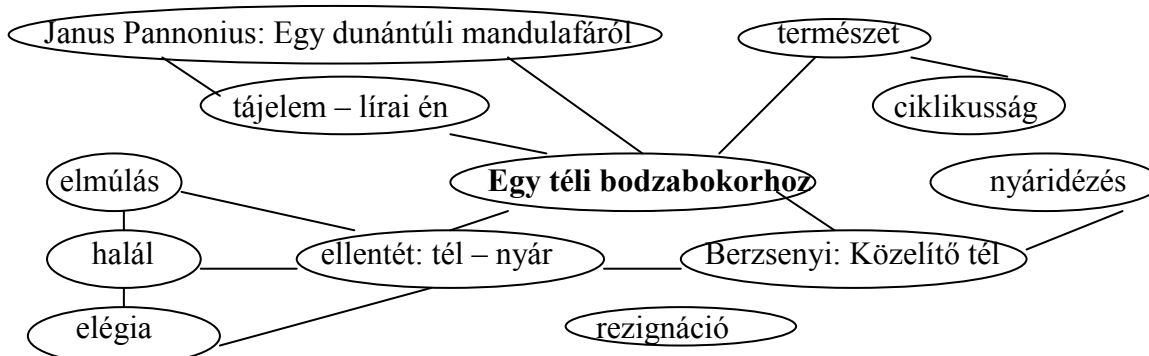 Janus Pannonius: Egy dunántúli mandulafáról
természet
tájelem – lírai én
ciklikusság
elmúlás
Egy téli bodzabokorhoz
nyáridézés
halál
ellentét: tél – nyár
Berzsenyi: Közelítő tél
elégia
rezignáció